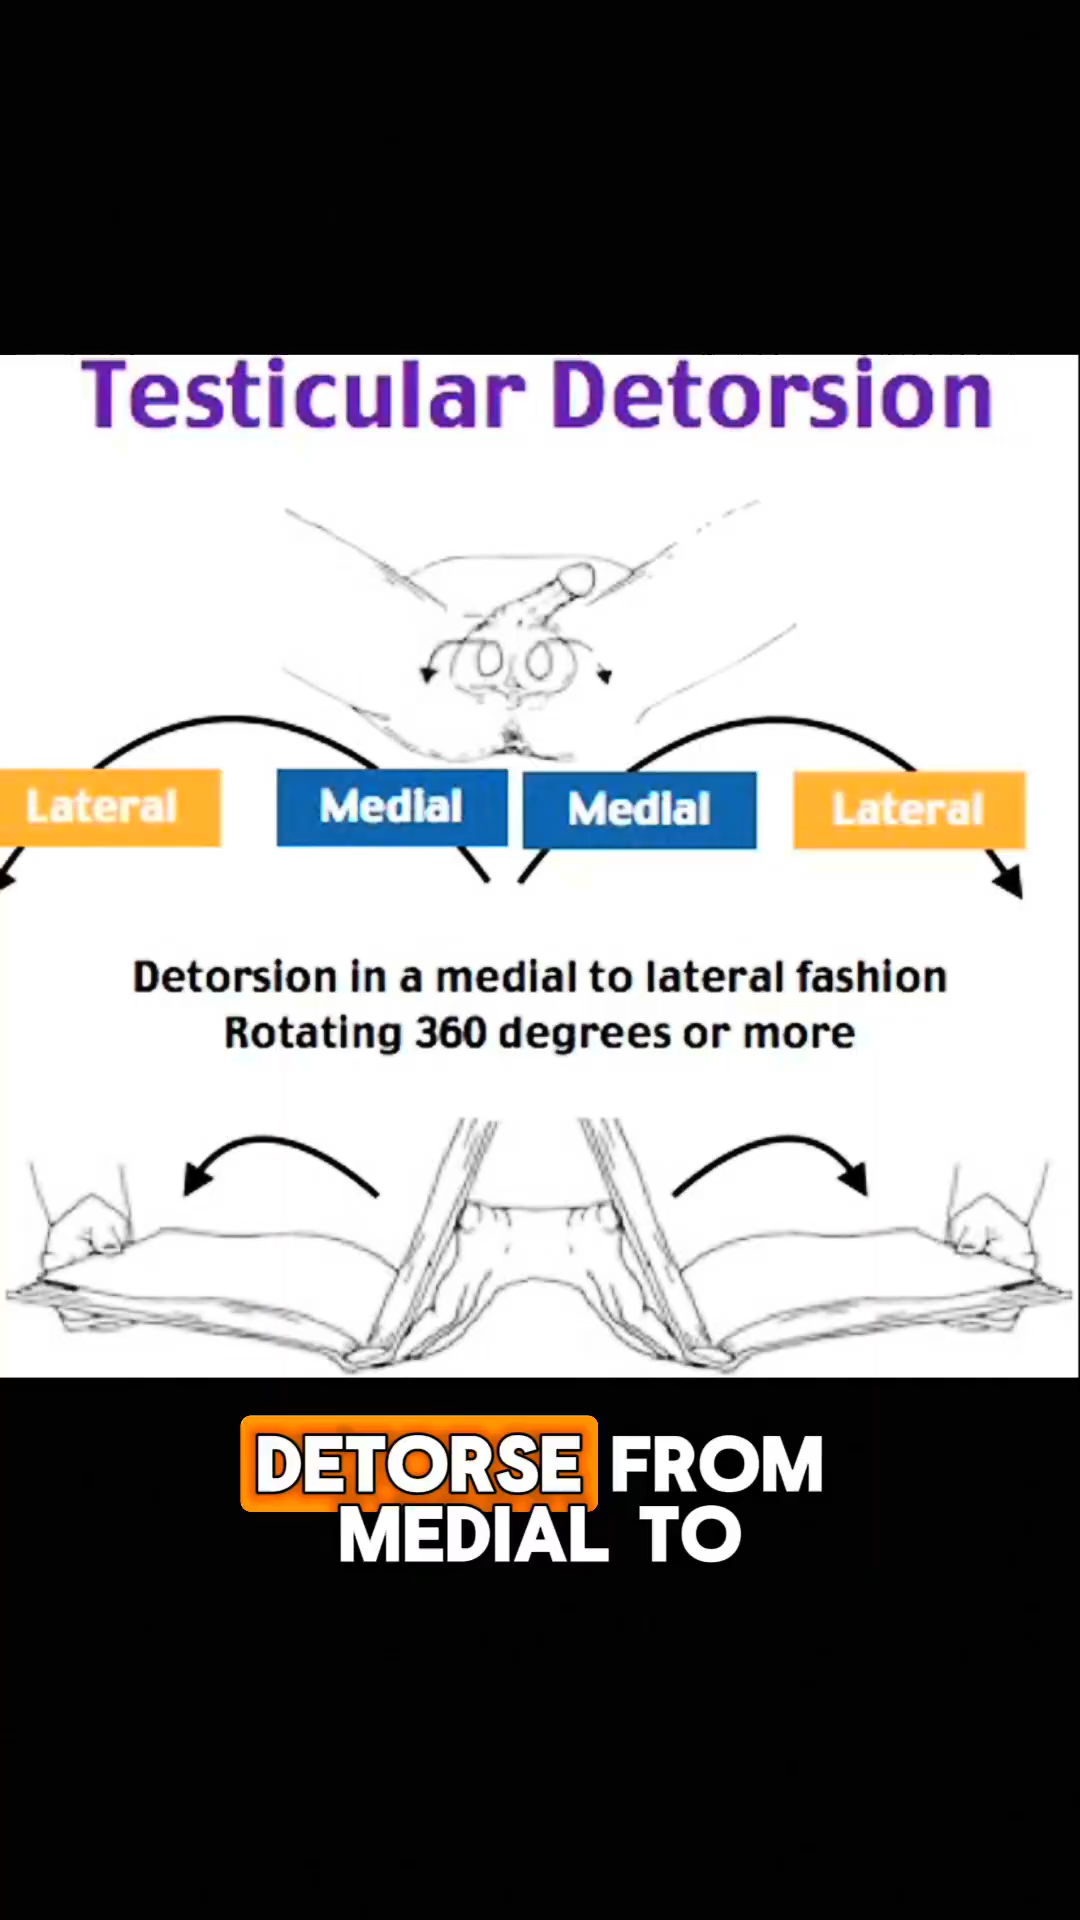 Testicular Detorsion
Lateral Medial Medial Lateral
Detorsion in a medial to lateral fashion
Rotating 360 degrees or more
DETORSE FROM
MEDIAL TO